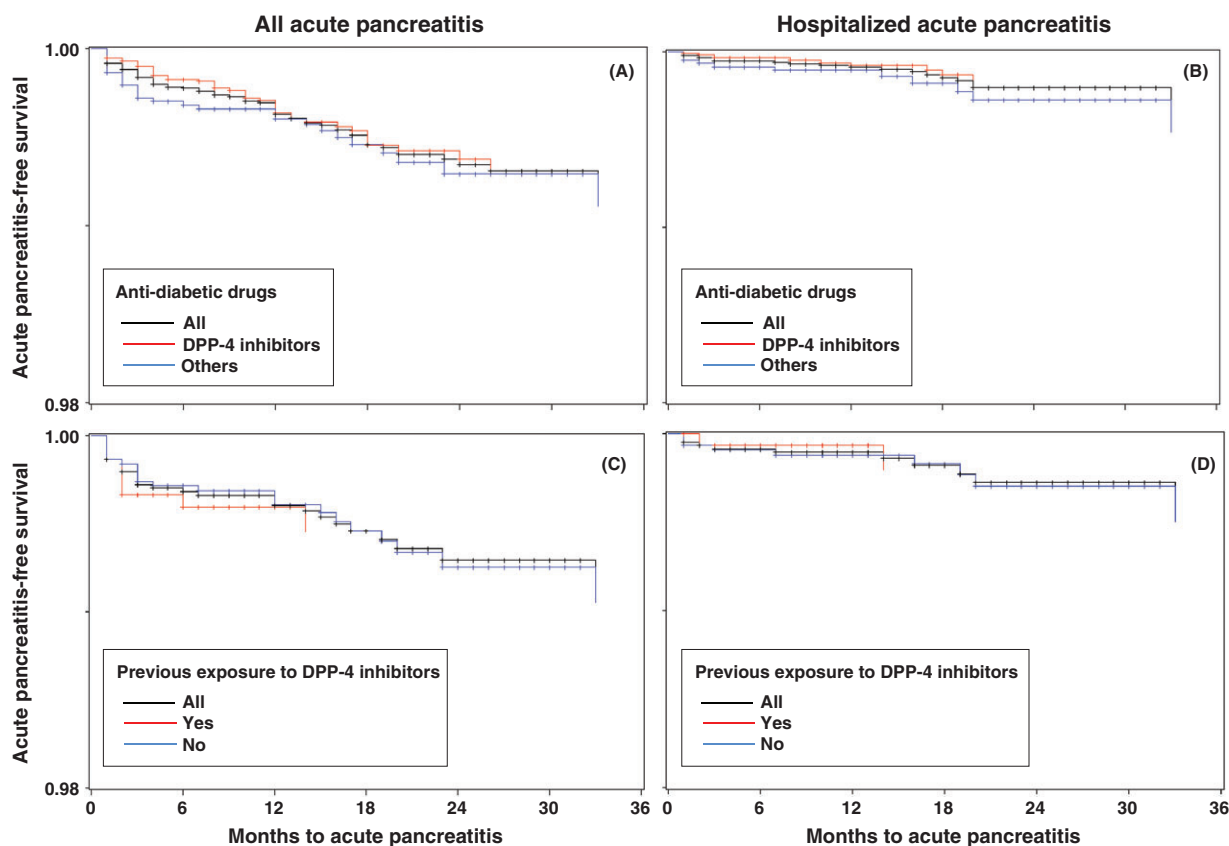 All acute pancreatitis
Hospitalized acute pancreatitis
1.00
(A)
(B)
Acute pancreatitis-free survival
Anti-diabetic drugs
All
DPP-4 inhibitors
Others
Anti-diabetic drugs
All
DPP-4 inhibitors
Others
0.98
1.00
(C)
(D)
Acute pancreatitis-free survival
Previous exposure to DPP-4 inhibitors
All
Yes
No
Previous exposure to DPP-4 inhibitors
All
Yes
No
0.98
0 6 12 18 24 30 36
0 6 12 18 24 30 36
Months to acute pancreatitis
Months to acute pancreatitis